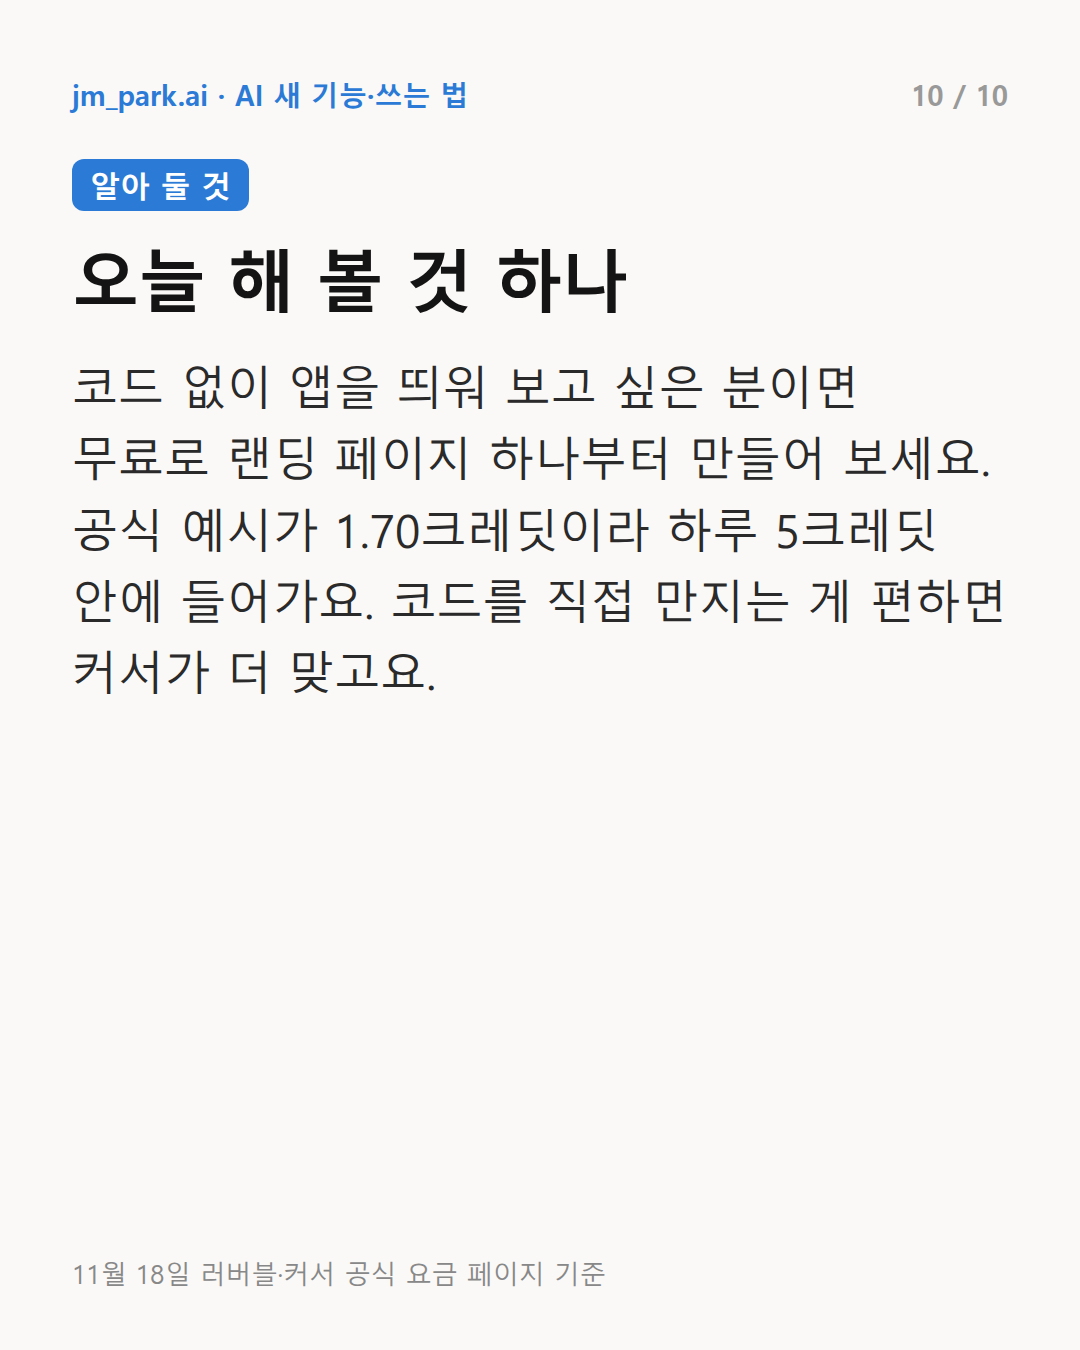 jm_park.ai · AI 새 기능·쓰는 법
10 / 10
알아 둘 것
오늘 해 볼 것 하나
코드 없이 앱을 띄워 보고 싶은 분이면
무료로 랜딩 페이지 하나부터 만들어 보세요.
공식 예시가 1.70크레딧이라 하루 5크레딧
안에 들어가요. 코드를 직접 만지는 게 편하면
커서가 더 맞고요.
11월 18일 러버블·커서 공식 요금 페이지 기준